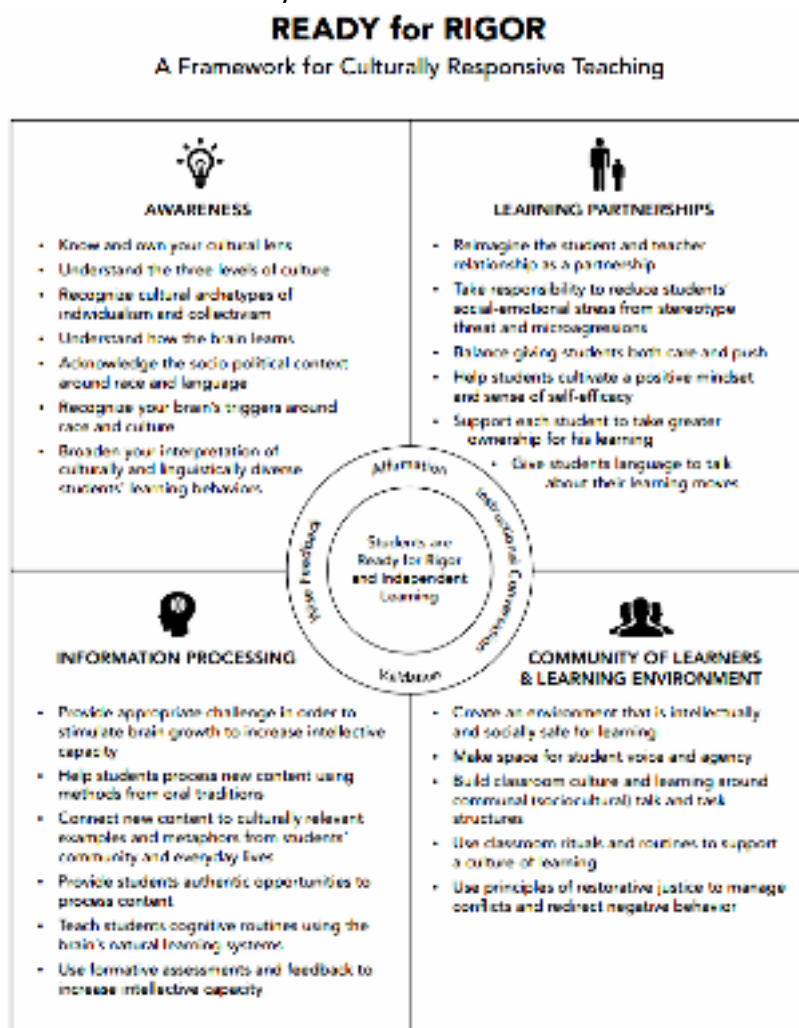 READY for RIGOR
A Framework for Culturally Responsive Teaching
AWARENESS
• Know and own your cultural lens
• Understand the three levels of culture
• Recognize cultural archetypes of
individualism and collectivism
• Understand how the brain learns
• Acknowledge the socio political context
around race and language
• Recognize your brain's triggers around
race and culture
• Broaden your interpretation of
culturally and linguistically diverse
students' learning behaviors
LEARNING PARTNERSHIPS
• Reimagine the student and teacher
relationship as a partnership
• Take responsibility to reduce students'
social-emotional stress from stereotype
threat and microagressions
• Balance giving students both care and push
• Help students cultivate a positive mindset
and sense of self-efficacy
• Support each student to take greater
ownership for his learning
• Give students language to talk
about their learning moves
Affirmation
Instructional Conversation
Validation
Wise Feedback
Students are
Ready for Rigor
and Independent
Learning
INFORMATION PROCESSING
• Provide appropriate challenge in order to
stimulate brain growth to increase intellective
capacity
• Help students process new content using
methods from oral traditions
• Connect new content to culturally relevant
examples and metaphors from students'
community and everyday lives
• Provide students authentic opportunities to
process content
• Teach students cognitive routines using the
brain's natural learning systems
• Use formative assessments and feedback to
increase intellective capacity
COMMUNITY OF LEARNERS
& LEARNING ENVIRONMENT
• Create an environment that is intellectually
and socially safe for learning
• Make space for student voice and agency
• Build classroom culture and learning around
communal (sociocultural) talk and task
structures
• Use classroom rituals and routines to support
a culture of learning
• Use principles of restorative justice to manage
conflicts and redirect negative behavior